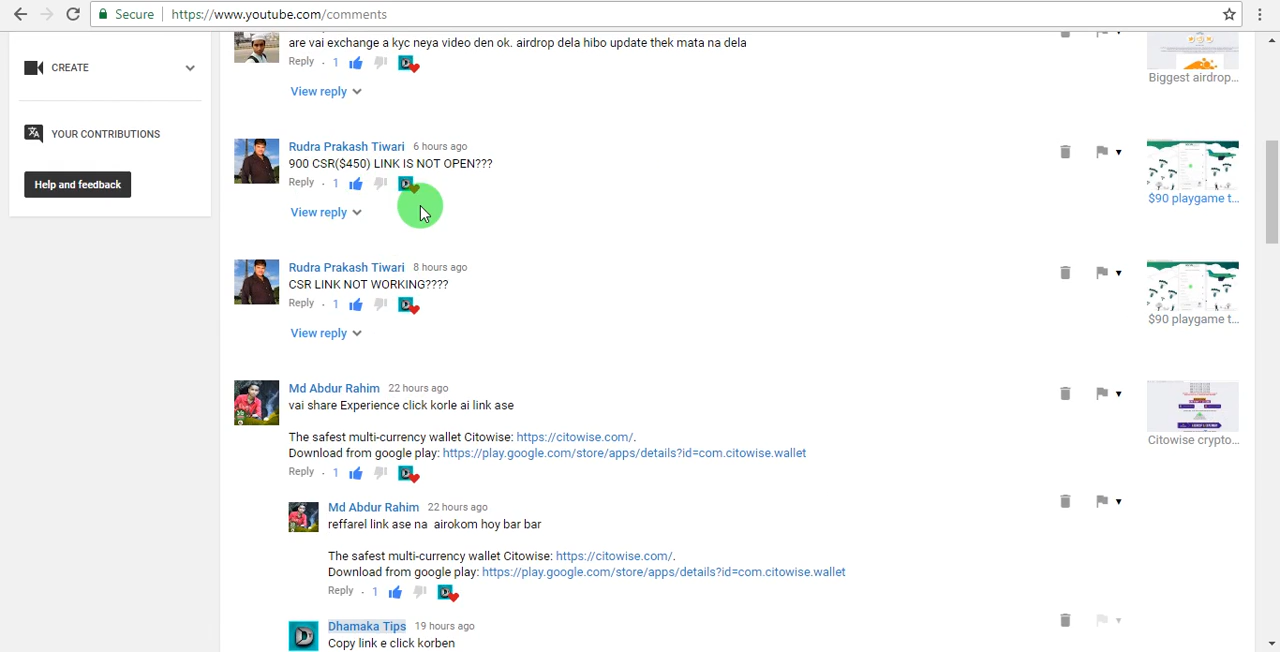 Secure
https://www.youtube.com/comments
CREATE
YOUR CONTRIBUTIONS
Help and feedback
are vai exchange a kyc neya video den ok. airdrop dela hibo update thek mata na dela
Reply . 1
View reply
Biggest airdrop...
Rudra Prakash Tiwari 6 hours ago
900 CSR($450) LINK IS NOT OPEN???
Reply . 1
View reply
$90 playgame t...
Rudra Prakash Tiwari 8 hours ago
CSR LINK NOT WORKING????
Reply . 1
View reply
$90 playgame t...
Md Abdur Rahim 22 hours ago
vai share Experience click korle ai link ase
The safest multi-currency wallet Citowise: https://citowise.com/.
Download from google play: https://play.google.com/store/apps/details?id=com.citowise.wallet
Reply . 1
Citowise crypto...
Md Abdur Rahim 22 hours ago
reffarel link ase na airokom hoy bar bar
The safest multi-currency wallet Citowise: https://citowise.com/.
Download from google play: https://play.google.com/store/apps/details?id=com.citowise.wallet
Reply . 1
Dhamaka Tips 19 hours ago
Copy link e click korben